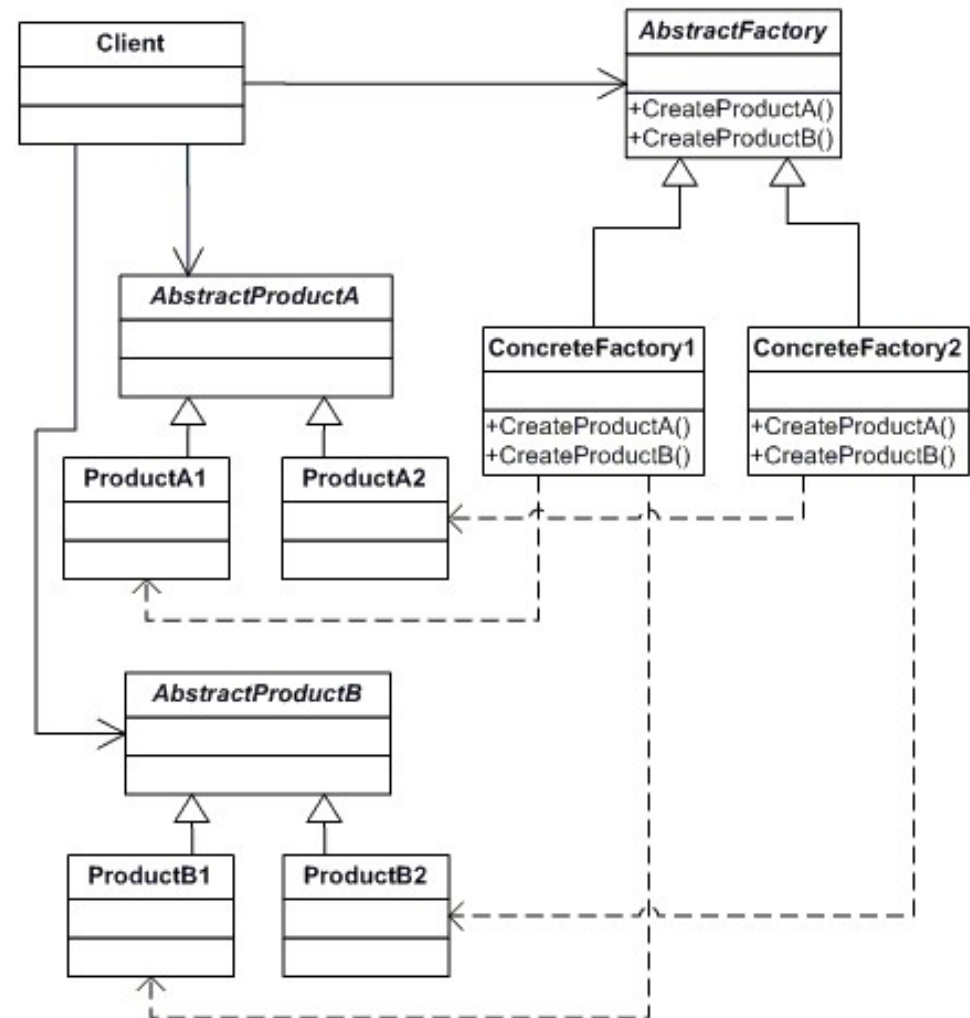 Client
AbstractFactory
+CreateProductA()
+CreateProductB()
AbstractProductA
ConcreteFactory1
+CreateProductA()
+CreateProductB()
ConcreteFactory2
+CreateProductA()
+CreateProductB()
ProductA1
ProductA2
AbstractProductB
ProductB1
ProductB2